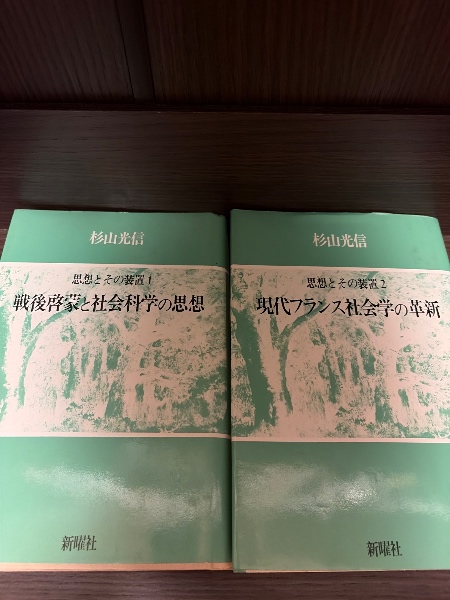 杉山光信
思想とその装置1
戦後啓蒙と社会科学の思想
新曜社
杉山光信
思想とその装置2
現代フランス社会学の革新
新曜社